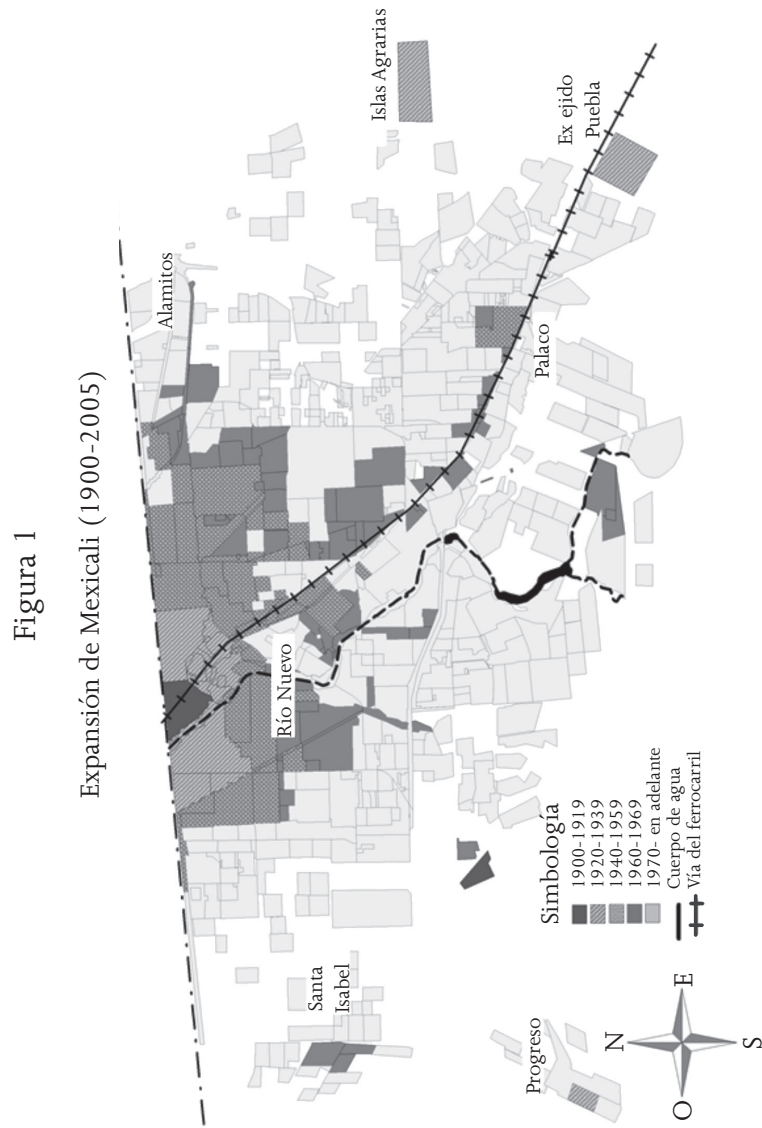 Figura 1
Expansión de Mexicali (1900-2005)
Alamitos
Islas Agrarias
Ex ejido
Puebla
Palaco
Río Nuevo
Santa
Isabel
Progreso
Simbología
1900-1919
1920-1939
1940-1959
1960-1969
1970- en adelante
Cuerpo de agua
Vía del ferrocarril
N
O
E
S